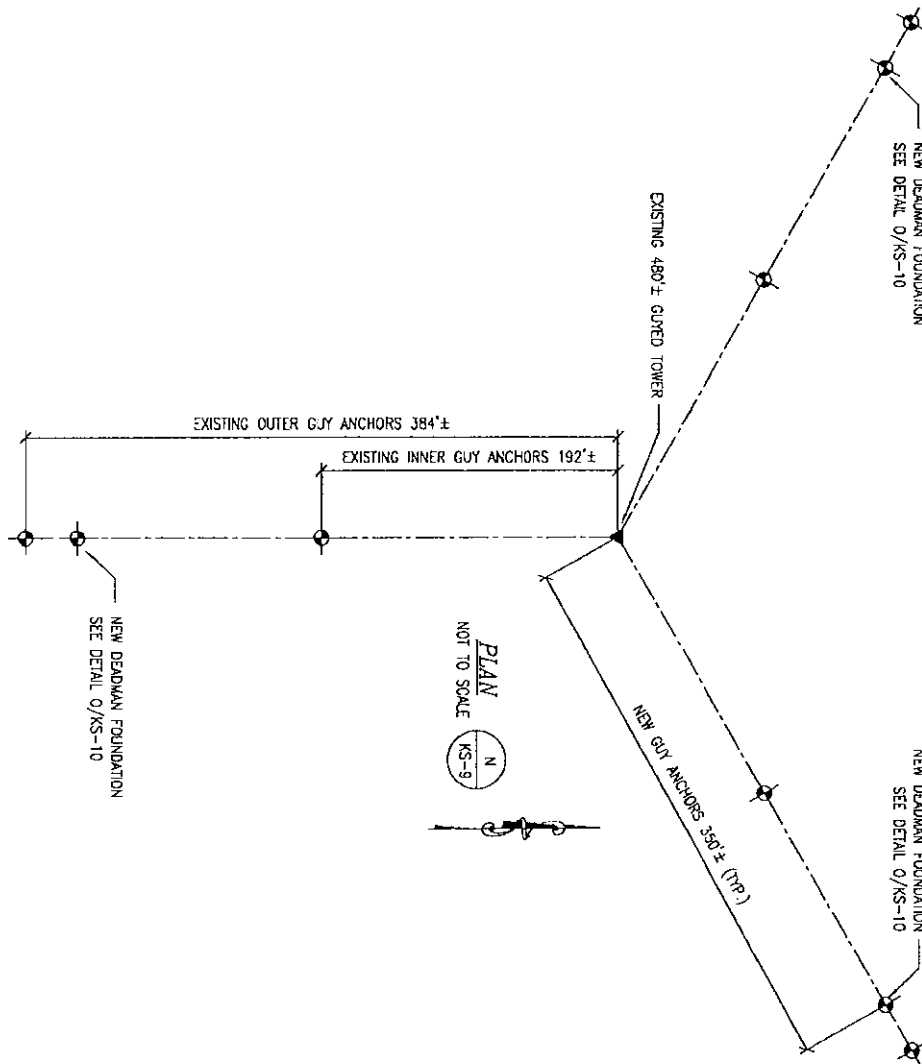 NEW DEADMAN FOUNDATION
SEE DETAIL O/KS-10
EXISTING 480'± GUYED TOWER
EXISTING OUTER GUY ANCHORS 384'±
EXISTING INNER GUY ANCHORS 192'±
NEW DEADMAN FOUNDATION
SEE DETAIL O/KS-10
PLAN
NOT TO SCALE
N
KS-9
NEW GUY ANCHORS 350'± (TYP.)
NEW DEADMAN FOUNDATION
SEE DETAIL O/KS-10